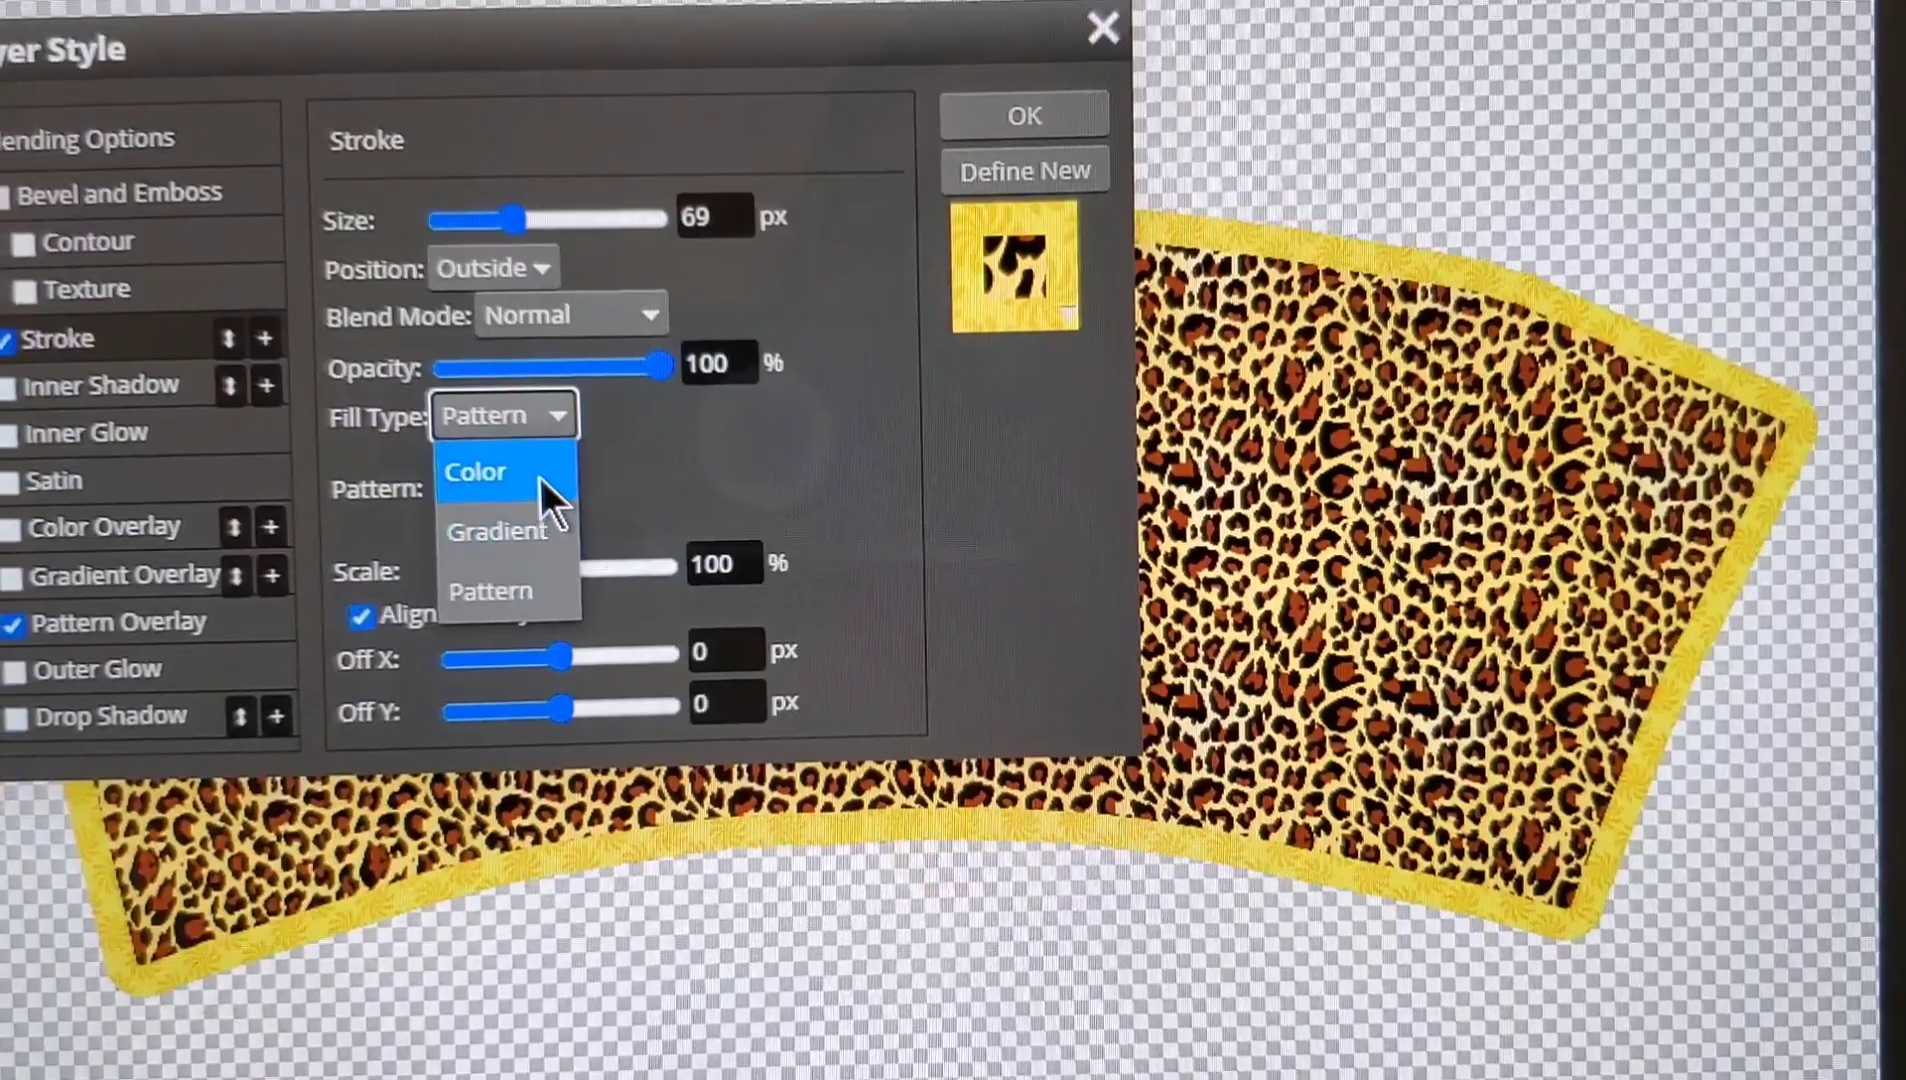 yer Style
lending Options
Bevel and Emboss
Contour
Texture
Stroke
Inner Shadow
Inner Glow
Satin
Color Overlay
Gradient Overlay
Pattern Overlay
Outer Glow
Drop Shadow
Stroke
Size: 69 px
Position: Outside
Blend Mode: Normal
Opacity: 100 %
Fill Type: Pattern
Color
Gradient
Pattern
Pattern:
Scale: 100 %
Align
Off X: 0 px
Off Y: 0 px
OK
Define New